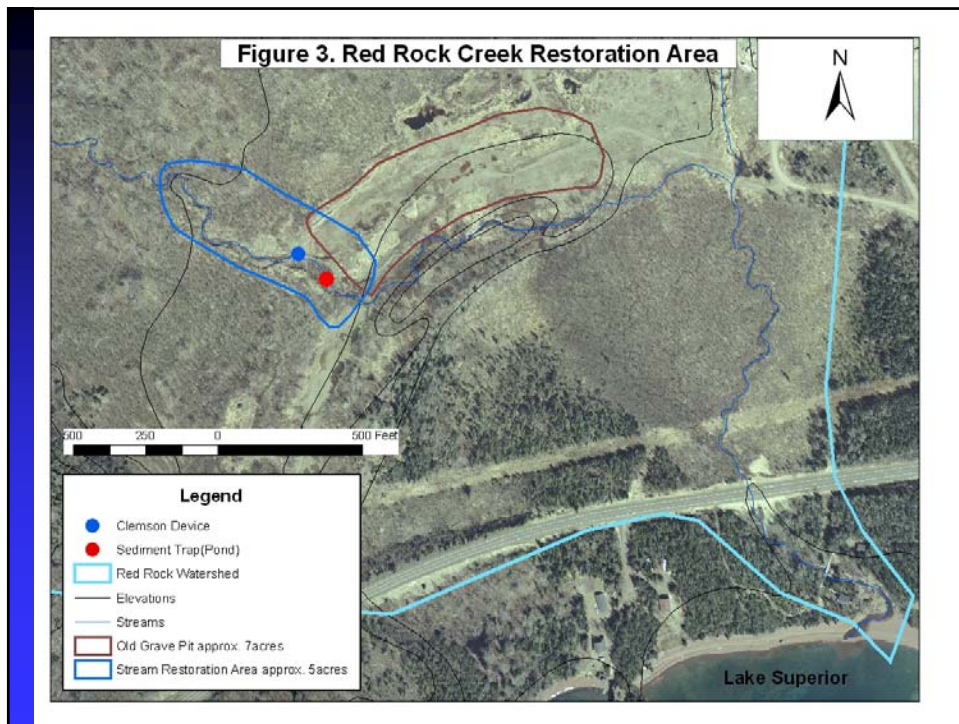 Figure 3. Red Rock Creek Restoration Area
N
500 250 0 500 Feet
Legend
Clemson Device
Sediment Trap(Pond)
Red Rock Watershed
Elevations
Streams
Old Grave Pit approx. 7acres
Stream Restoration Area approx. 5acres
Lake Superior